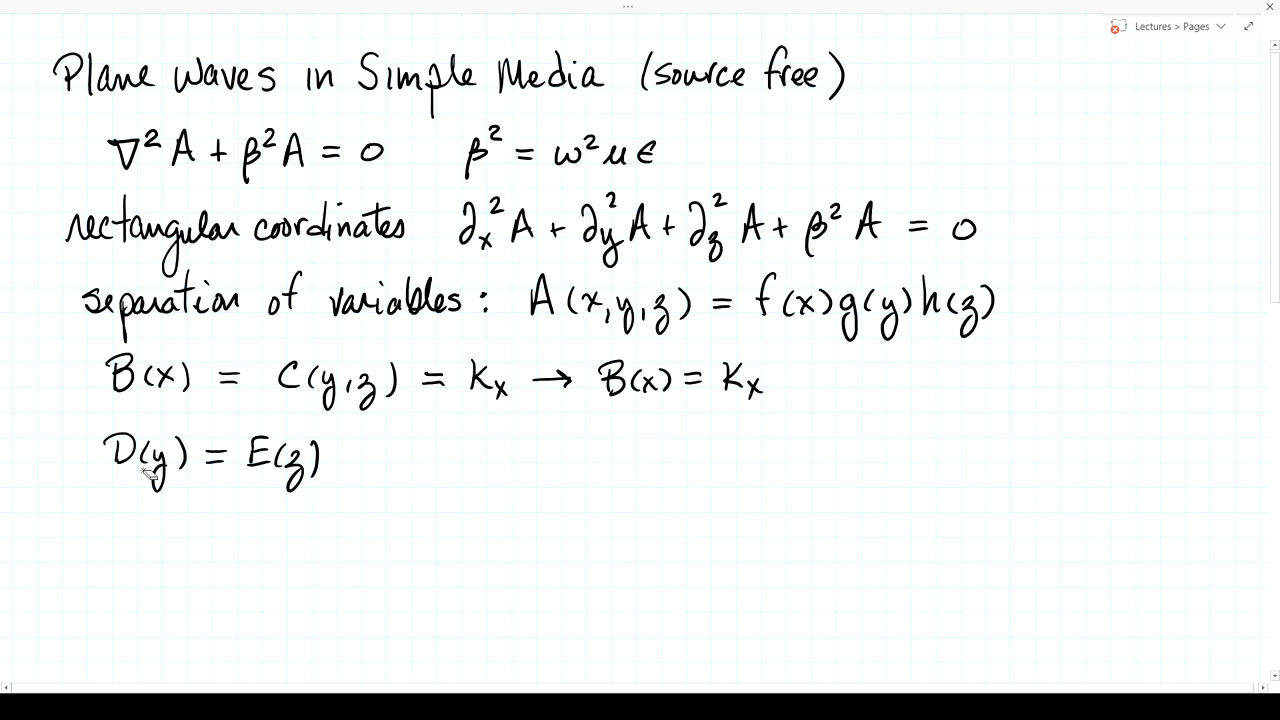 Lectures > Pages
Plane Waves in Simple Media (source free)
∇²A + β²A = 0 β² = ω²μϵ
rectangular coordinates ∂ₓ²A + ∂_y²A + ∂_z²A + β²A = 0
separation of variables: A(x,y,z) = f(x)g(y)h(z)
B(x) = C(y,z) = Kₓ → B(x) = Kₓ
D(y) = E(z)